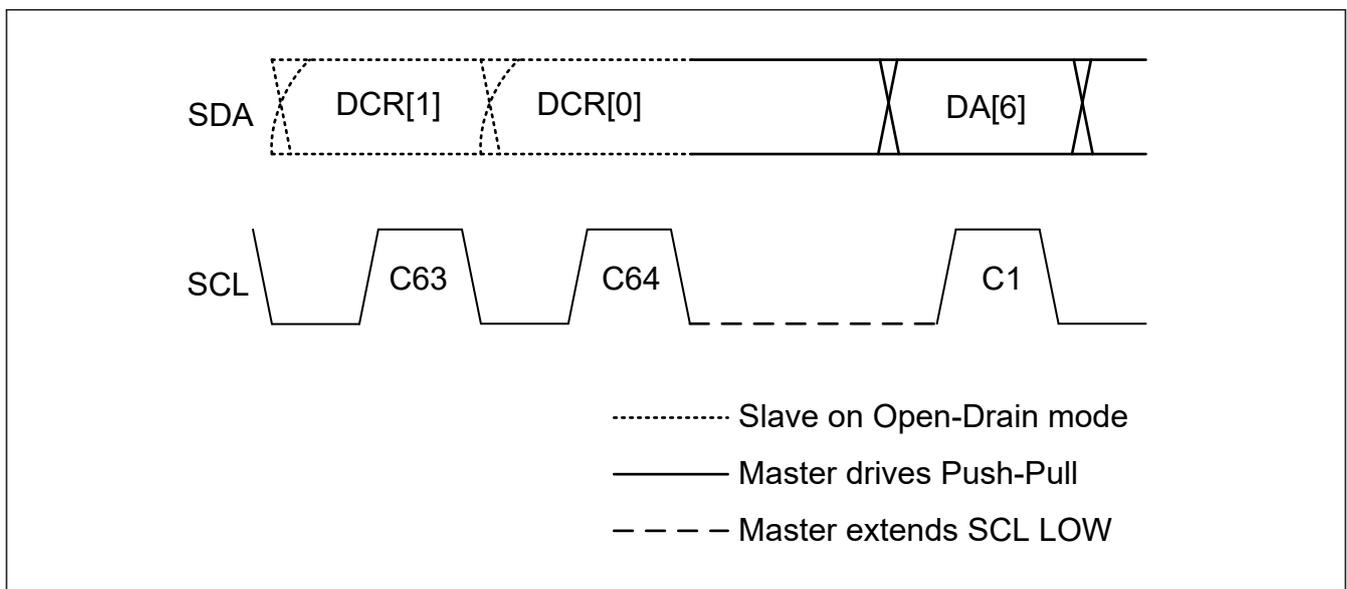 SDA DCR[1] DCR[0] DA[6]
SCL C63 C64 C1
Slave on Open-Drain mode
Master drives Push-Pull
Master extends SCL LOW